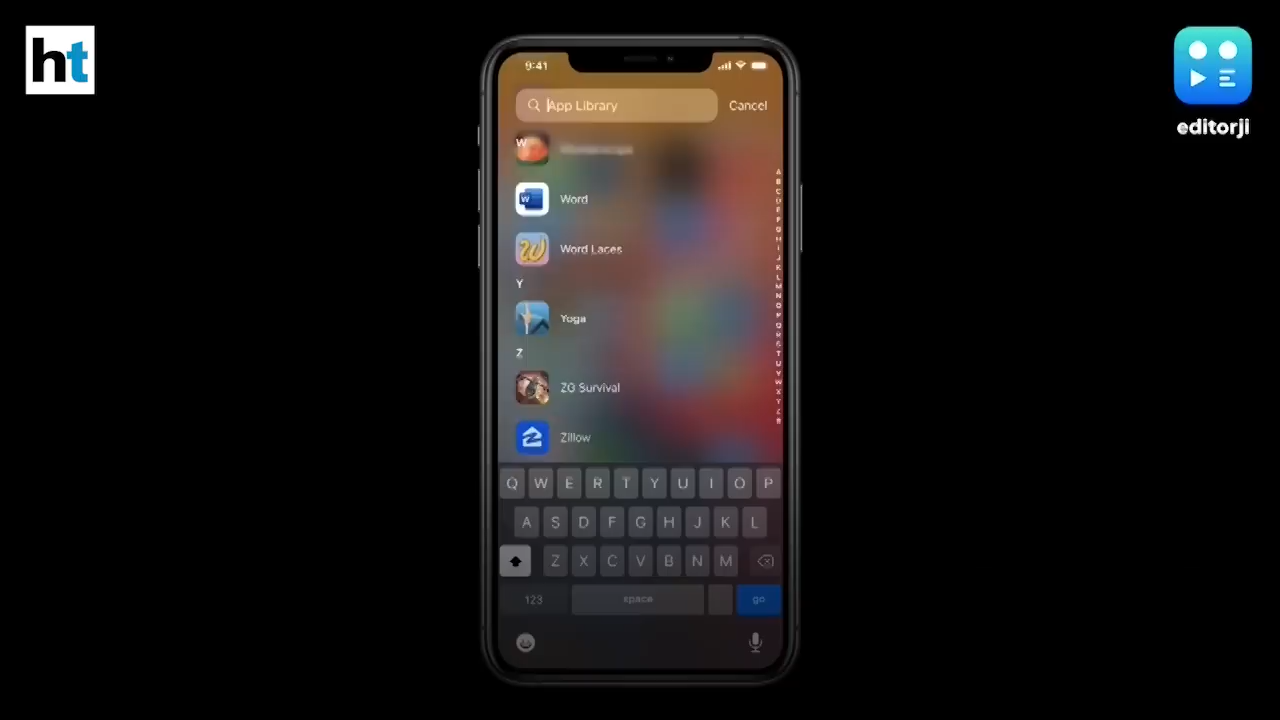 ht
editorji
9:41
App Library
Cancel
W
Word
Word Laces
Y
Yoga
Z
ZG Survival
Zillow
A
B
C
D
E
F
G
H
I
J
K
L
M
N
O
P
Q
R
S
T
U
V
W
X
Y
Z
#
Q W E R T Y U I O P
A S D F G H J K L
Z X C V B N M
123 space go